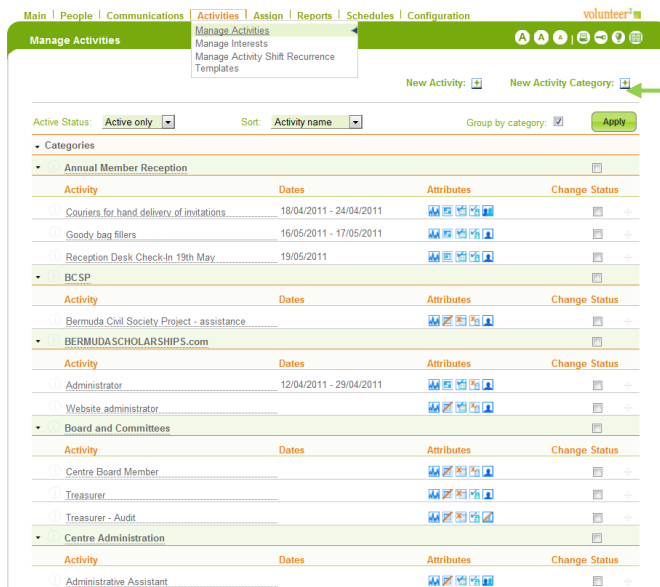 Main | People | Communications | Activities | Assign | Reports | Schedules | Configuration volunteer²
Manage Activities
Manage Activities A A A
Manage Interests
Manage Activity Shift Recurrence
Templates
New Activity: + New Activity Category: +
Active Status: Active only Sort: Activity name Group by category: Apply
Categories
Annual Member Reception
Activity Dates Attributes Change Status
Couriers for hand delivery of invitations 18/04/2011 - 24/04/2011
Goody bag fillers 16/05/2011 - 17/05/2011
Reception Desk Check-In 19th May 19/05/2011
BCSP
Activity Dates Attributes Change Status
Bermuda Civil Society Project - assistance
BERMUDASCHOLARSHIPS.com
Activity Dates Attributes Change Status
Administrator 12/04/2011 - 29/04/2011
Website administrator
Board and Committees
Activity Dates Attributes Change Status
Centre Board Member
Treasurer
Treasurer - Audit
Centre Administration
Activity Dates Attributes Change Status
Administrative Assistant